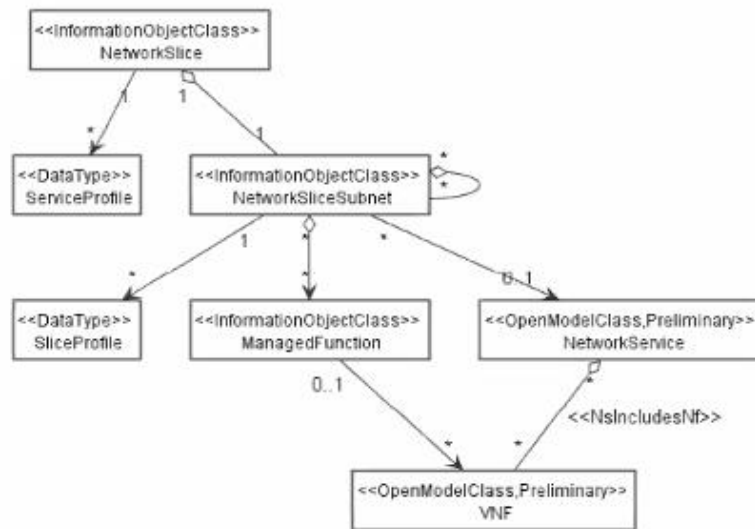 <<InformationObjectClass>>
NetworkSlice
1
1
*
1
<<DataType>>
ServiceProfile
<<InformationObjectClass>>
NetworkSliceSubnet
*
*
1
*
*
*
*
0..1
<<DataType>>
SliceProfile
<<InformationObjectClass>>
ManagedFunction
<<OpenModelClass,Preliminary>>
NetworkService
0..1
*
<<NsIncludesNf>>
*
*
<<OpenModelClass,Preliminary>>
VNF